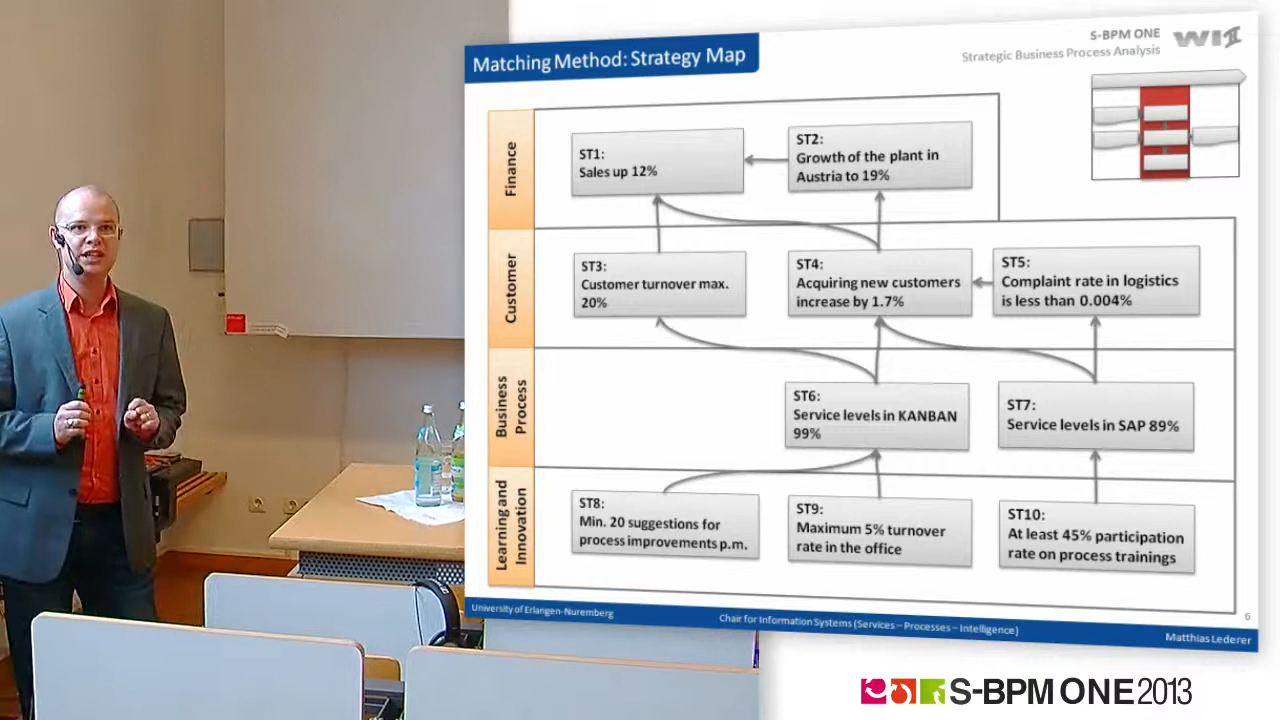 Matching Method: Strategy Map
S-BPM ONE
Strategic Business Process Analysis
WI2
Finance
ST1:
Sales up 12%
ST2:
Growth of the plant in
Austria to 19%
Customer
ST3:
Customer turnover max.
20%
ST4:
Acquiring new customers
increase by 1.7%
ST5:
Complaint rate in logistics
is less than 0.004%
Business
Process
ST6:
Service levels in KANBAN
99%
ST7:
Service levels in SAP 89%
Learning and
Innovation
ST8:
Min. 20 suggestions for
process improvements p.m.
ST9:
Maximum 5% turnover
rate in the office
ST10:
At least 45% participation
rate on process trainings
6
University of Erlangen-Nuremberg
Chair for Information Systems (Services – Processes – Intelligence)
Matthias Lederer
S-BPM ONE 2013